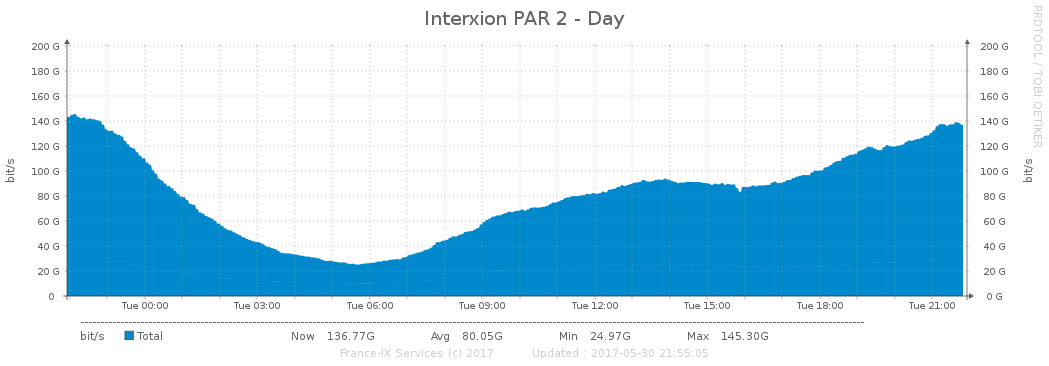 Interxion PAR 2 - Day
RRDTOOL / TOBI OETIKER
bit/s
200 G
180 G
160 G
140 G
120 G
100 G
80 G
60 G
40 G
20 G
0
200 G
180 G
160 G
140 G
120 G
100 G
80 G
60 G
40 G
20 G
0 G
bit/s
Tue 00:00 Tue 03:00 Tue 06:00 Tue 09:00 Tue 12:00 Tue 15:00 Tue 18:00 Tue 21:00
bit/s Total Now 136.77G Avg 80.05G Min 24.97G Max 145.30G
France-IX Services (c) 2017 Updated : 2017-05-30 21:55:05